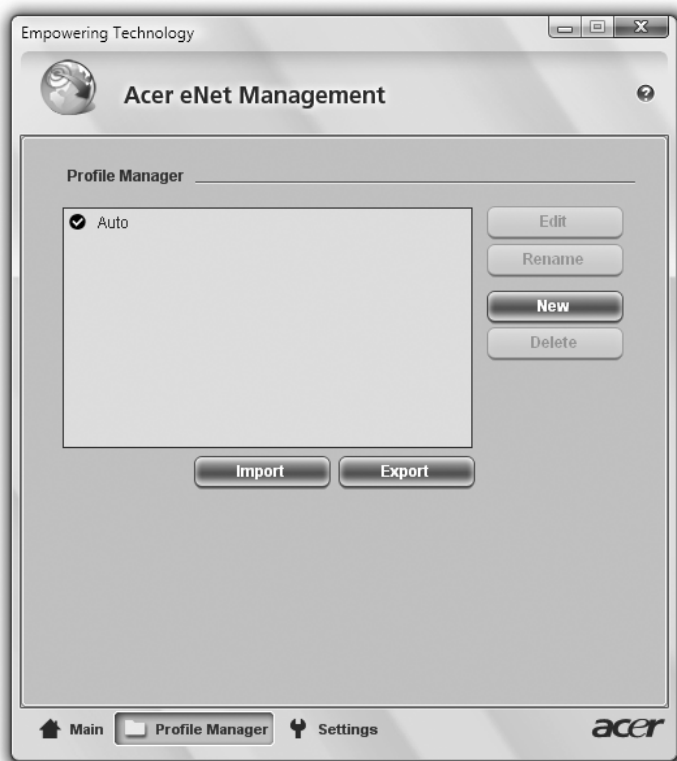 Empowering Technology
Acer eNet Management
Profile Manager
Auto
Edit
Rename
New
Delete
Import
Export
Main
Profile Manager
Settings
acer